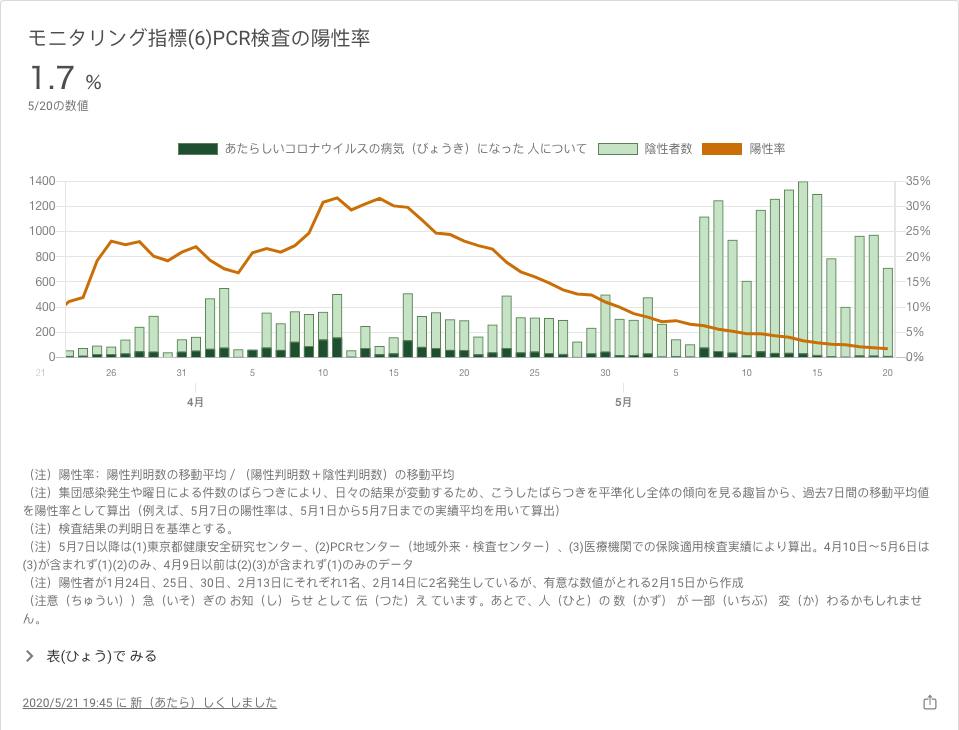 モニタリング指標(6)PCR検査の陽性率
1.7 %
5/20の数値
あたらしいコロナウイルスの病気（びょうき）になった 人について 陰性者数 陽性率
1400 35%
1200 30%
1000 25%
800 20%
600 15%
400 10%
200 5%
0 0%
21 26 31 5 10 15 20 25 30 5 10 15 20
4月 5月
（注）陽性率：陽性判明数の移動平均 / （陽性判明数＋陰性判明数）の移動平均
（注）集団感染発生や曜日による件数のばらつきにより、日々の結果が変動するため、こうしたばらつきを平準化し全体の傾向を見る趣旨から、過去7日間の移動平均値
を陽性率として算出（例えば、5月7日の陽性率は、5月1日から5月7日までの実績平均を用いて算出）
（注）検査結果の判明日を基準とする。
（注）5月7日以降は(1)東京都健康安全研究センター、(2)PCRセンター（地域外来・検査センター）、(3)医療機関での保険適用検査実績により算出。4月10日～5月6日は
(3)が含まれず(1)(2)のみ、4月9日以前は(2)(3)が含まれず(1)のみのデータ
（注）陽性者が1月24日、25日、30日、2月13日にそれぞれ1名、2月14日に2名発生しているが、有意な数値がとれる2月15日から作成
（注意（ちゅうい））急（いそ）ぎの お知（し）らせ として 伝（つた）え ています。あとで、人（ひと）の 数（かず） が 一部（いちぶ） 変（か）わるかもしれませ
ん。
表(ひょう)で みる
2020/5/21 19:45 に 新（あたら）しく しました